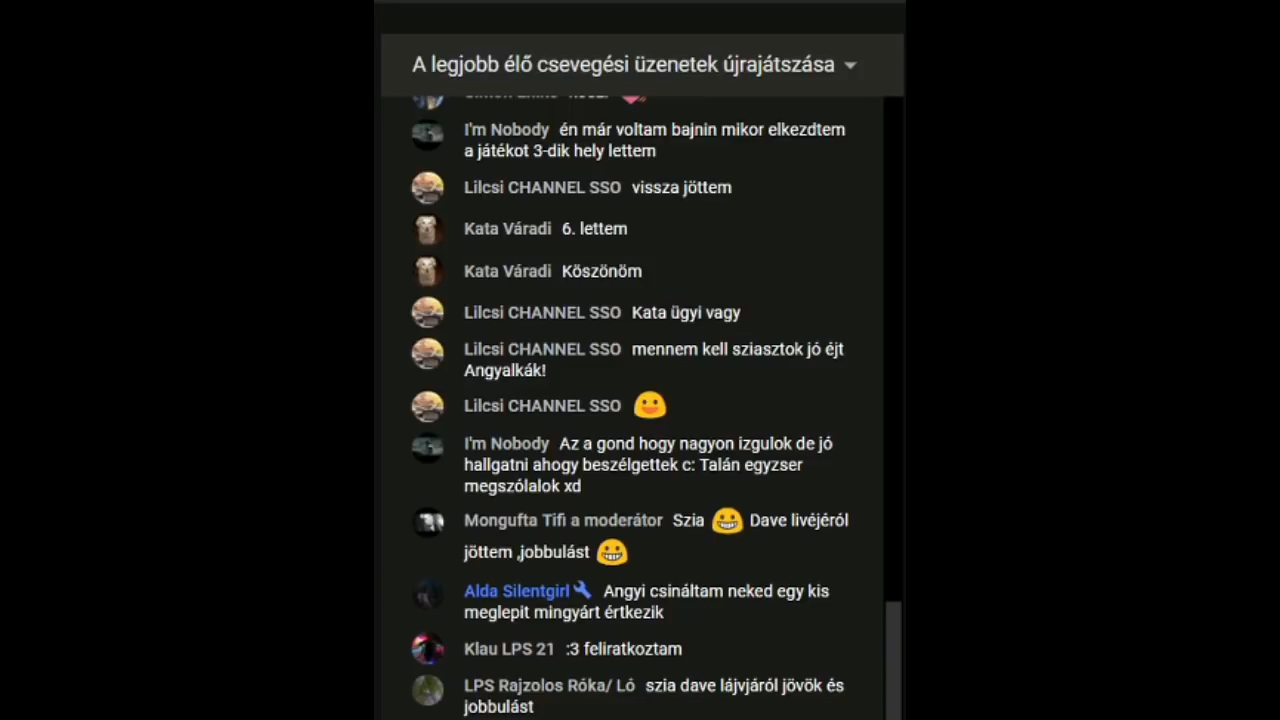 A legjobb élő csevegési üzenetek újrajátszása
I'm Nobody én már voltam bajnin mikor elkezdtem
a játékot 3-dik hely lettem
Lilcsi CHANNEL SSO vissza jöttem
Kata Váradi 6. lettem
Kata Váradi Köszönöm
Lilcsi CHANNEL SSO Kata ügyi vagy
Lilcsi CHANNEL SSO mennem kell sziasztok jó éjt
Angyalkák!
Lilcsi CHANNEL SSO
I'm Nobody Az a gond hogy nagyon izgulok de jó
hallgatni ahogy beszélgettek c: Talán egyzser
megszólalok xd
Mongufta Tifi a moderátor Szia Dave livéjéról
jöttem ,jobbulást
Alda Silentgirl Angyi csináltam neked egy kis
meglepit mingyárt értkezik
Klau LPS 21 :3 feliratkoztam
LPS Rajzolos Róka/ Ló szia dave lájvjáról jövök és
jobbulást